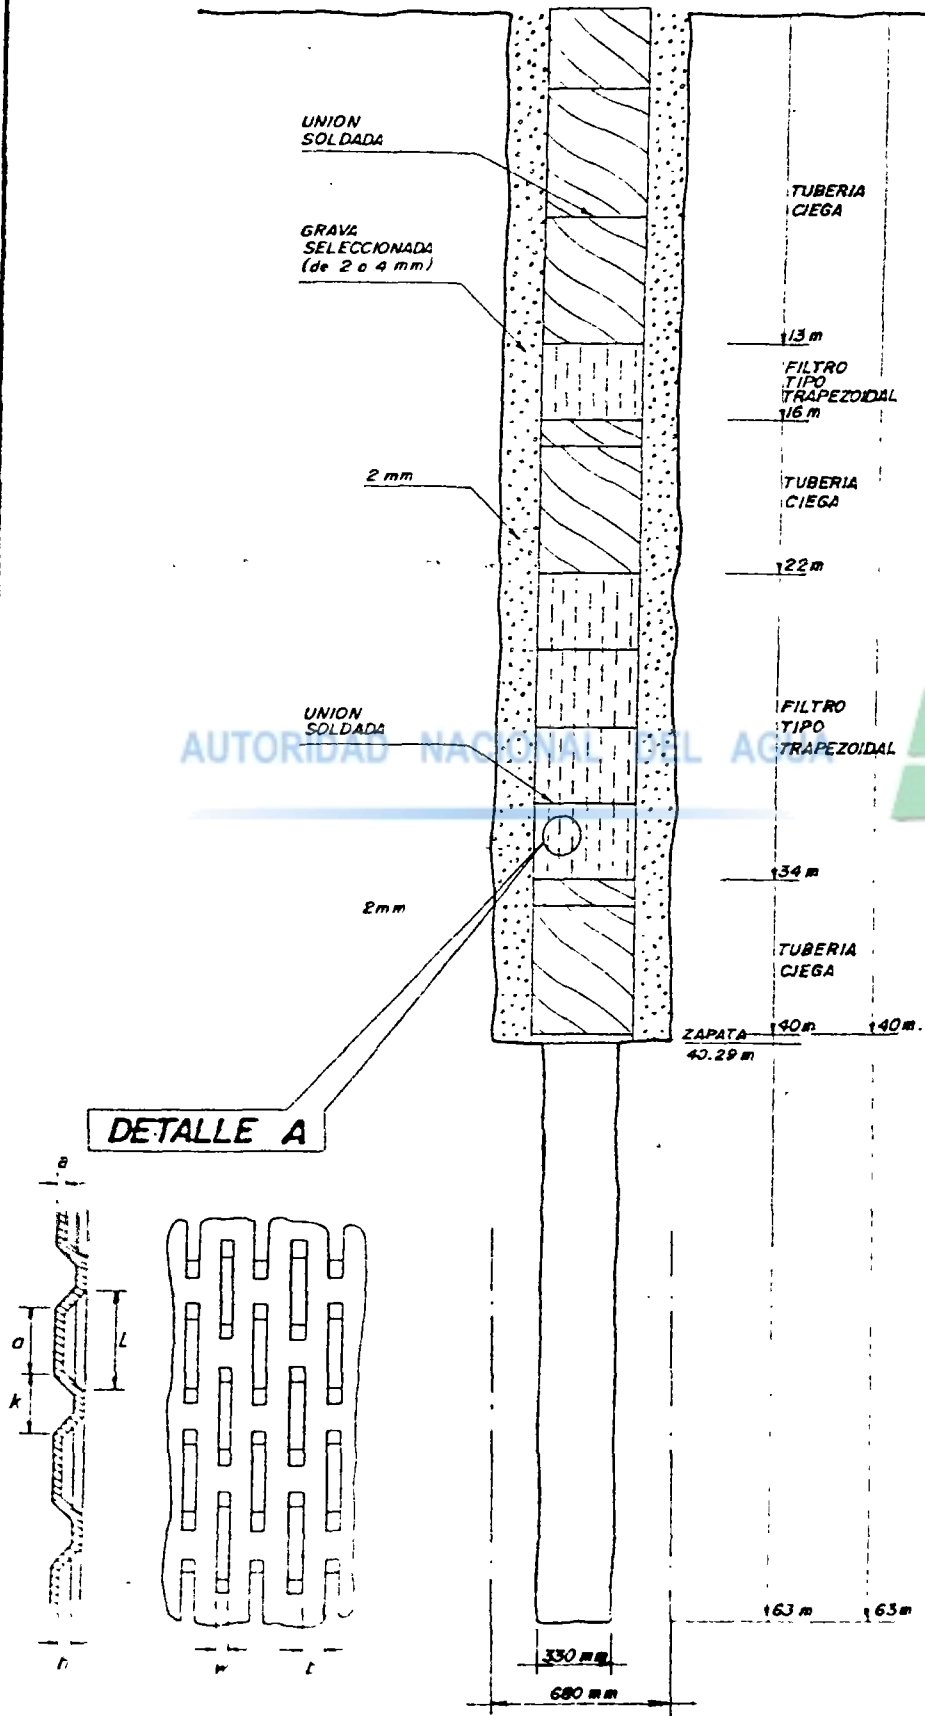 UNION
SOLDADA
GRAVA
SELECCIONADA
(de 2 a 4 mm)
TUBERIA
CIEGA
13 m
FILTRO
TIPO
TRAPEZOIDAL
16 m
2 mm
TUBERIA
CIEGA
22 m
UNION
SOLDADA
FILTRO
TIPO
TRAPEZOIDAL
AUTORIDAD NACIONAL DEL AGUA
34 m
2mm
TUBERIA
CIEGA
ZAPATA
40 m
40 m.
40.29 m
DETALLE A
a
a
L
k
h
w
t
63 m
63 m
330 mm
680 mm